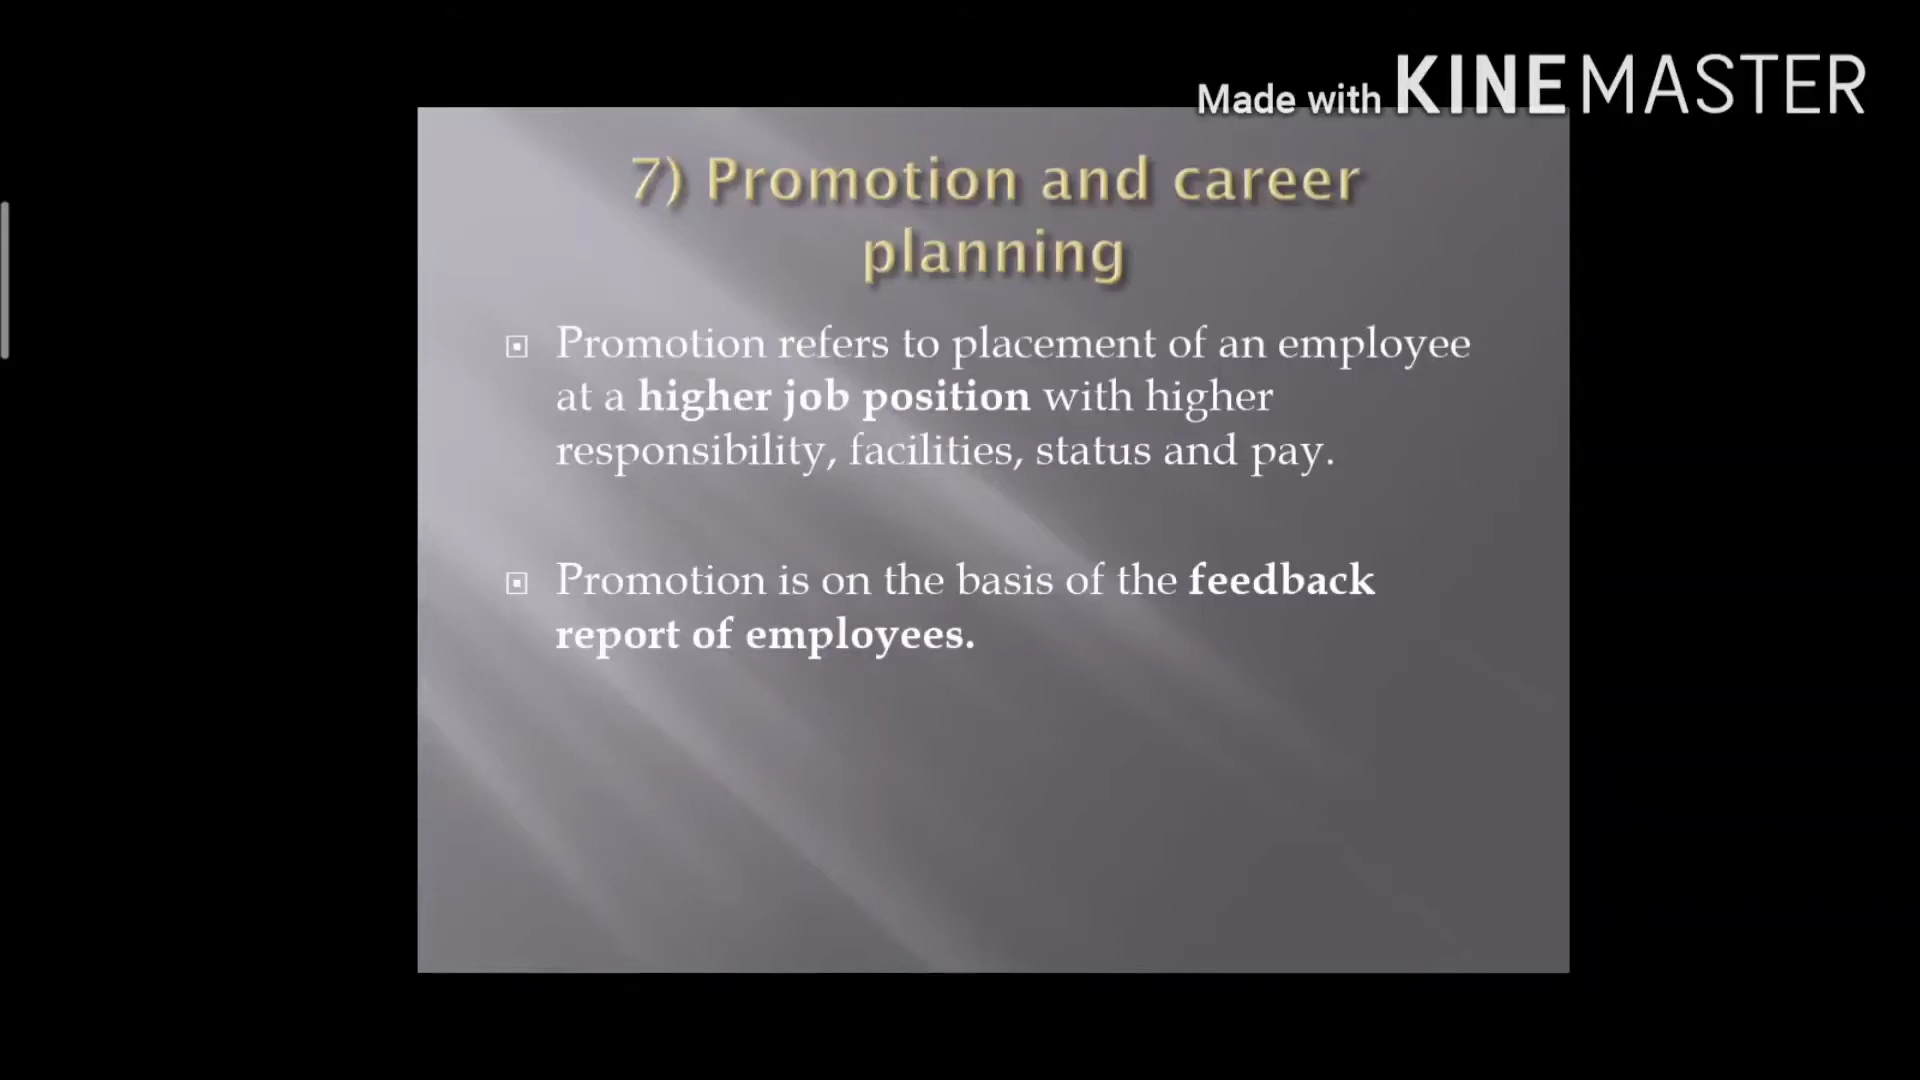 Made with KINEMASTER
7) Promotion and career
planning
Promotion refers to placement of an employee
at a higher job position with higher
responsibility, facilities, status and pay.
Promotion is on the basis of the feedback
report of employees.